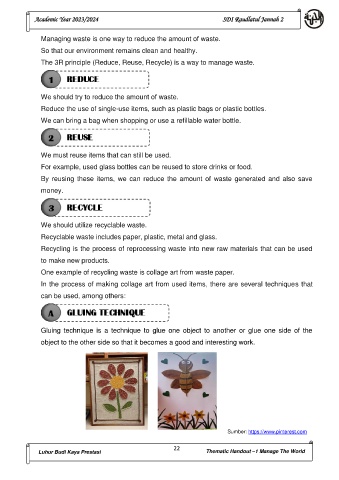 Academic Year 2023/2024 SDI Raudlatul Jannah 2
Managing waste is one way to reduce the amount of waste.
So that our environment remains clean and healthy.
The 3R principle (Reduce, Reuse, Recycle) is a way to manage waste.
1 REDUCE
We should try to reduce the amount of waste.
Reduce the use of single-use items, such as plastic bags or plastic bottles.
We can bring a bag when shopping or use a refillable water bottle.
2 REUSE
We must reuse items that can still be used.
For example, used glass bottles can be reused to store drinks or food.
By reusing these items, we can reduce the amount of waste generated and also save
money.
3 RECYCLE
We should utilize recyclable waste.
Recyclable waste includes paper, plastic, metal and glass.
Recycling is the process of reprocessing waste into new raw materials that can be used
to make new products.
One example of recycling waste is collage art from waste paper.
In the process of making collage art from used items, there are several techniques that
can be used, among others:
A GLUING TECHNIQUE
Gluing technique is a technique to glue one object to another or glue one side of the
object to the other side so that it becomes a good and interesting work.
Sumber: https://www.pinterest.com
Luhur Budi Kaya Prestasi 22 Thematic Handout – 1 Manage The World